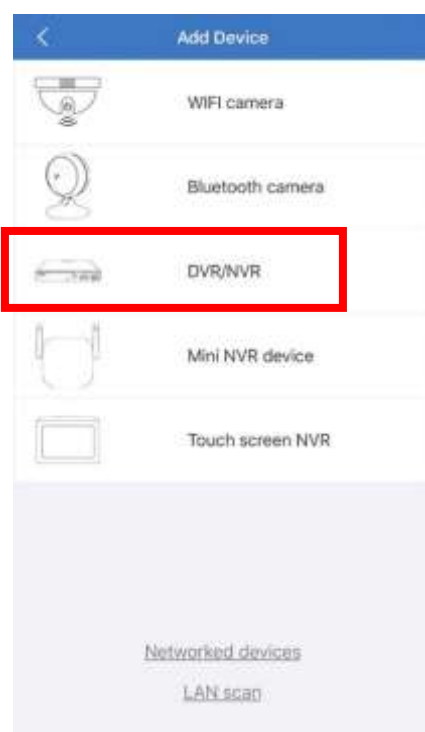 Add Device
WIFI camera
Bluetooth camera
DVR/NVR
Mini NVR device
Touch screen NVR
Networked devices
LAN scan